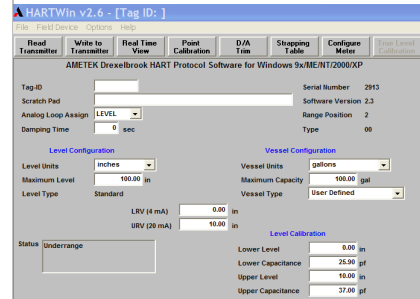 HARTWin v2.6 - [Tag ID: ]
File Field Device Options Help
Read Transmitter
Write to Transmitter
Real Time View
Point Calibration
D/A Trim
Strapping Table
Configure Meter
True Level Calibration
AMETEK Drexelbrook HART Protocol Software for Windows 9x/ME/NT/2000/XP
Tag-ID
Serial Number 2913
Scratch Pad
Software Version 2.3
Analog Loop Assign LEVEL
Range Position 2
Damping Time 0 sec
Type 00
Level Configuration
Vessel Configuration
Level Units inches
Vessel Units gallons
Maximum Level 100.00 in
Maximum Capacity 100.00 gal
Level Type Standard
Vessel Type User Defined
LRV (4 mA) 0.00 in
URV (20 mA) 10.00 in
Level Calibration
Status Underrange
Lower Level 0.00 in
Lower Capacitance 25.90 pf
Upper Level 10.00 in
Upper Capacitance 37.00 pf